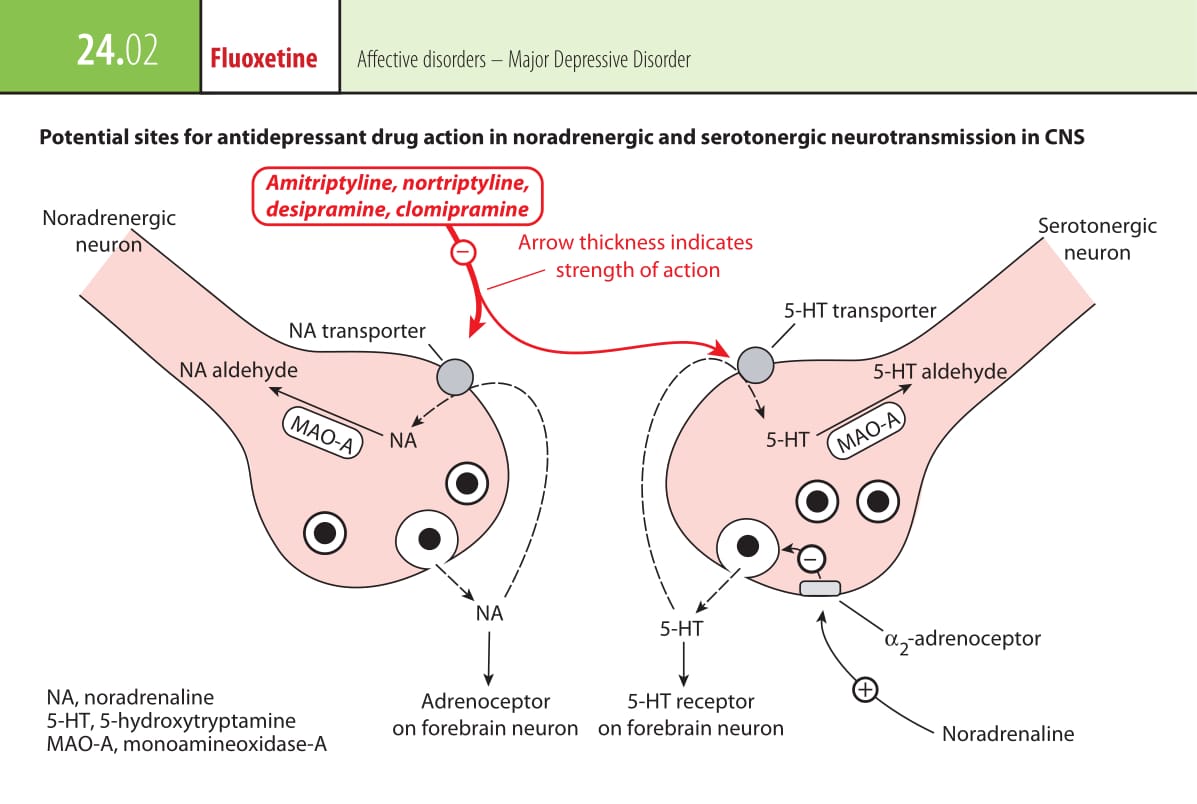 24.02
Fluoxetine
Affective disorders – Major Depressive Disorder
Potential sites for antidepressant drug action in noradrenergic and serotonergic neurotransmission in CNS
Amitriptyline, nortriptyline,
desipramine, clomipramine
Noradrenergic
neuron
−
Arrow thickness indicates
strength of action
Serotonergic
neuron
NA transporter
5-HT transporter
NA aldehyde
5-HT aldehyde
MAO-A
NA
5-HT
MAO-A
−
NA
5-HT
α2-adrenoceptor
+
Adrenoceptor
on forebrain neuron
5-HT receptor
on forebrain neuron
Noradrenaline
NA, noradrenaline
5-HT, 5-hydroxytryptamine
MAO-A, monoamineoxidase-A